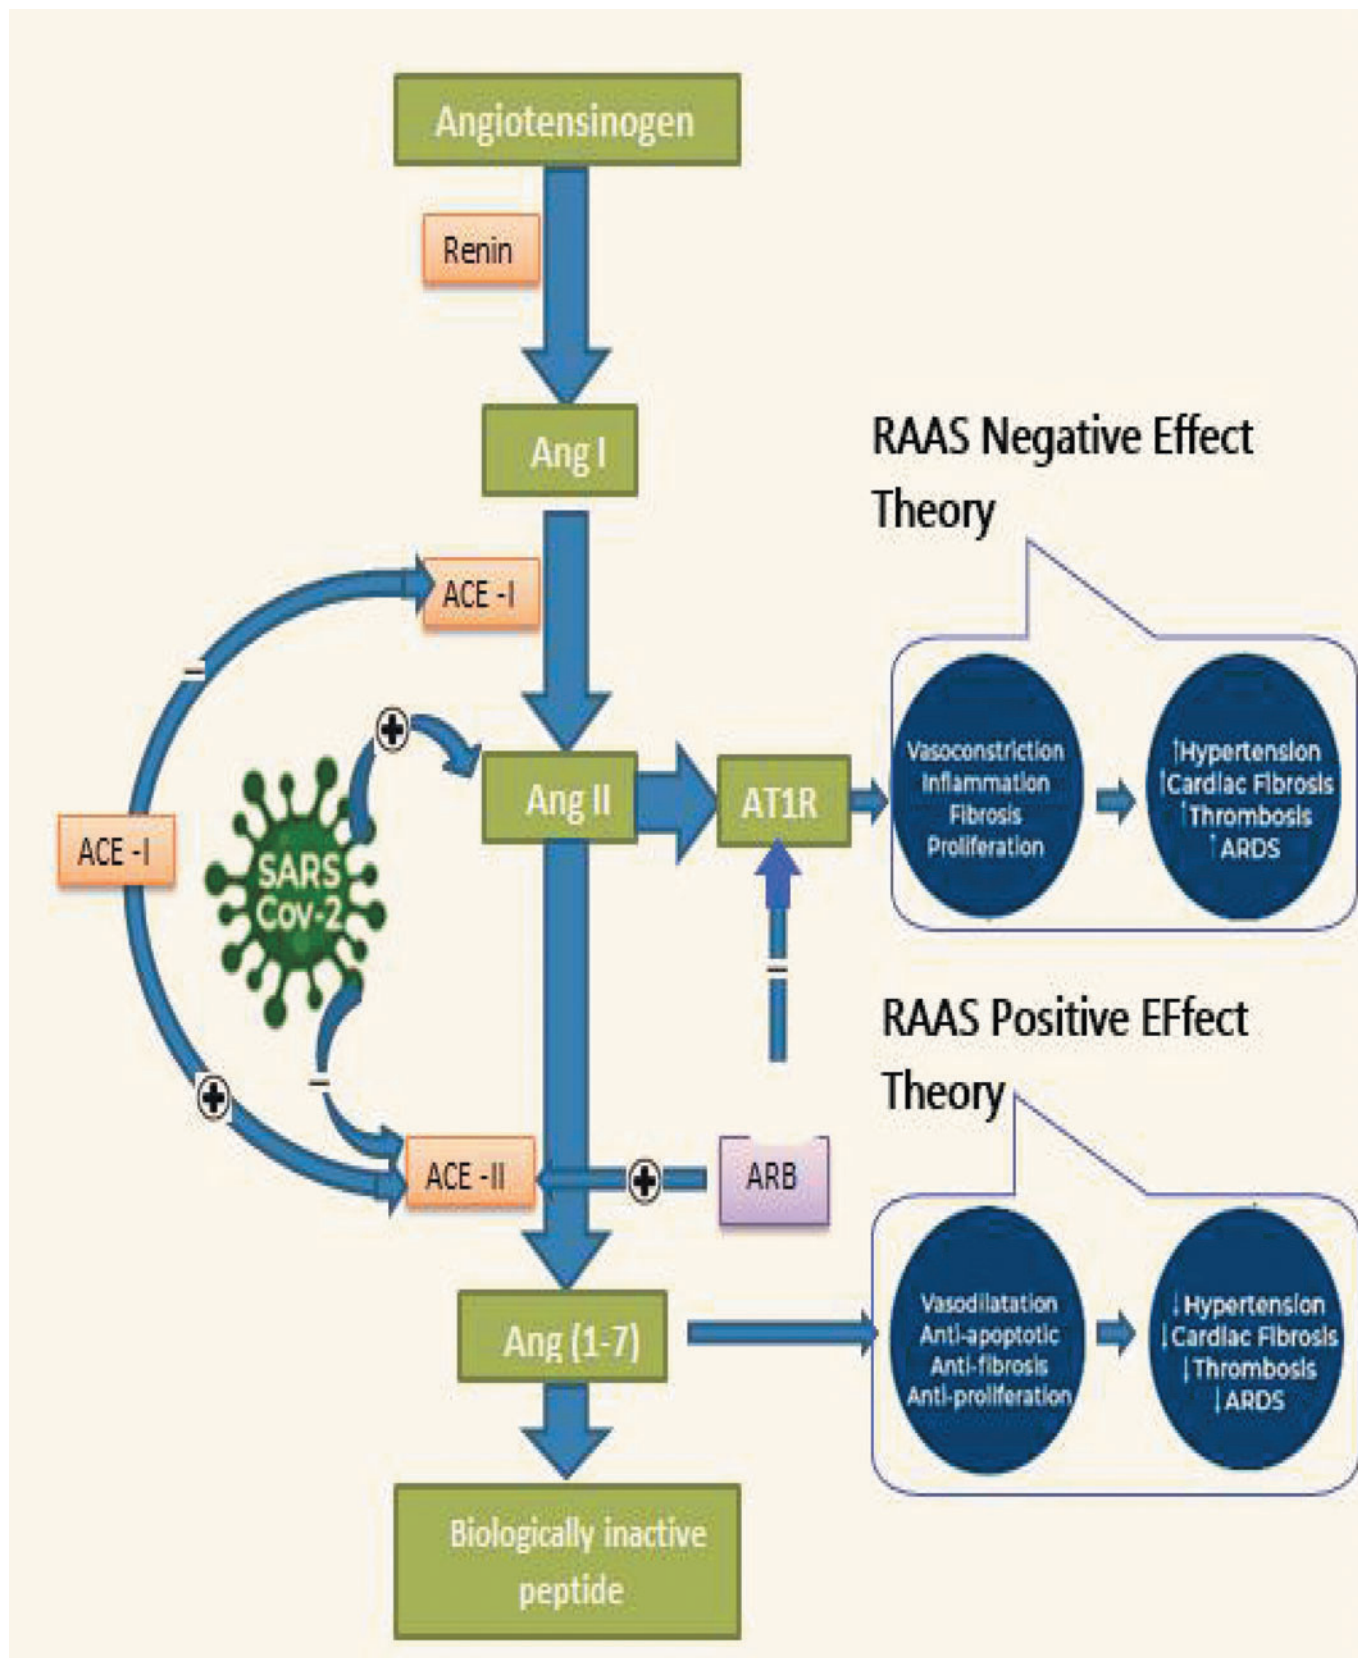 Angiotensinogen
Renin
Ang I
RAAS Negative Effect
Theory
ACE -I
Vasoconstriction
Inflammation
Fibrosis
Proliferation
↑Hypertension
↑Cardiac Fibrosis
↑Thrombosis
↑ARDS
Ang II
AT1R
ACE -I
SARS
Cov-2
RAAS Positive EFfect
Theory
ACE -II
ARB
Vasodilatation
Anti-apoptotic
Anti-fibrosis
Anti-proliferation
↓Hypertension
↓Cardiac Fibrosis
↓Thrombosis
↓ARDS
Ang (1-7)
Biologically inactive
peptide